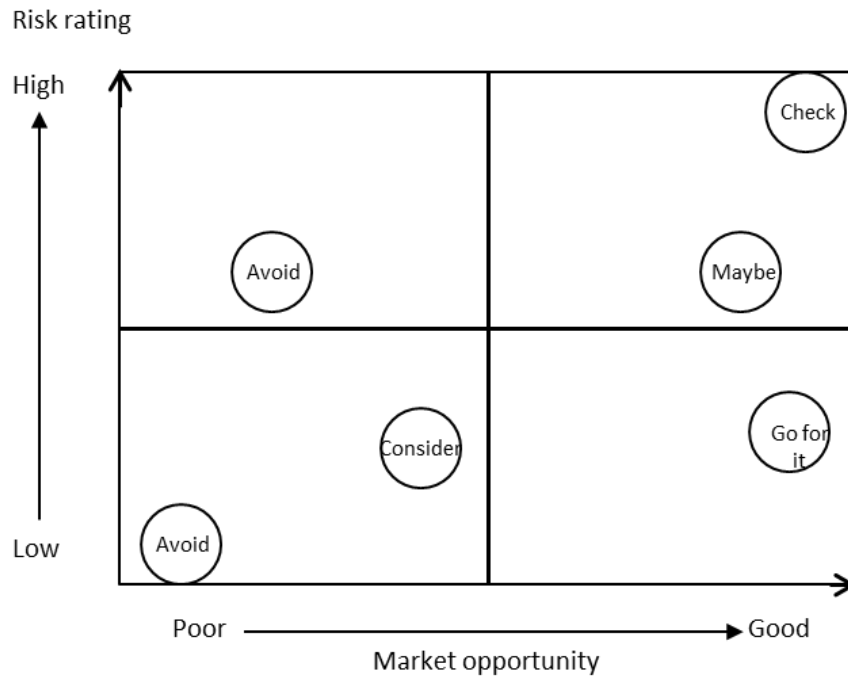 Risk rating
High
Check
Avoid
Maybe
Consider
Go for
it
Avoid
Low
Poor
Good
Market opportunity